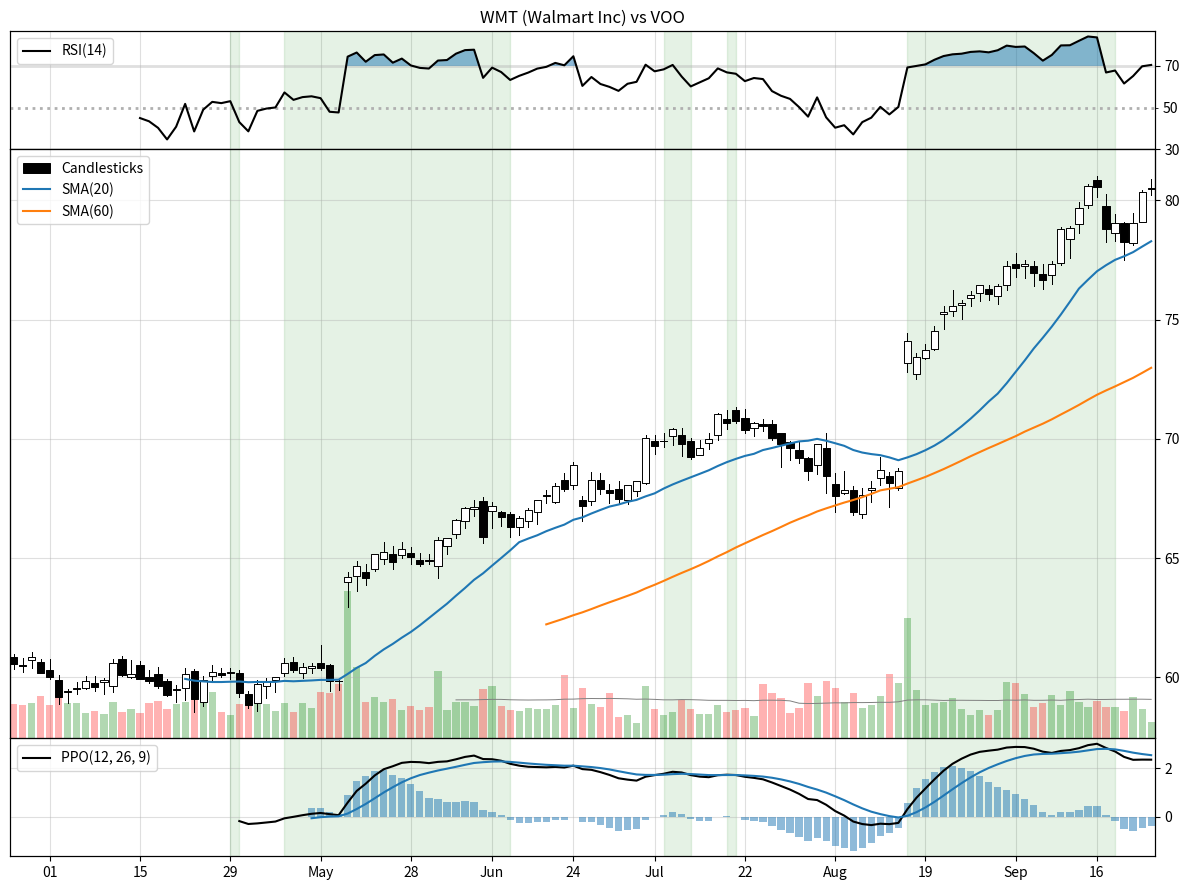 WMT (Walmart Inc) vs VOO
RSI(14)
70
50
30
Candlesticks
SMA(20)
SMA(60)
80
75
70
65
60
PPO(12, 26, 9)
2
0
01 15 29 May 28 Jun 24 Jul 22 Aug 19 Sep 16